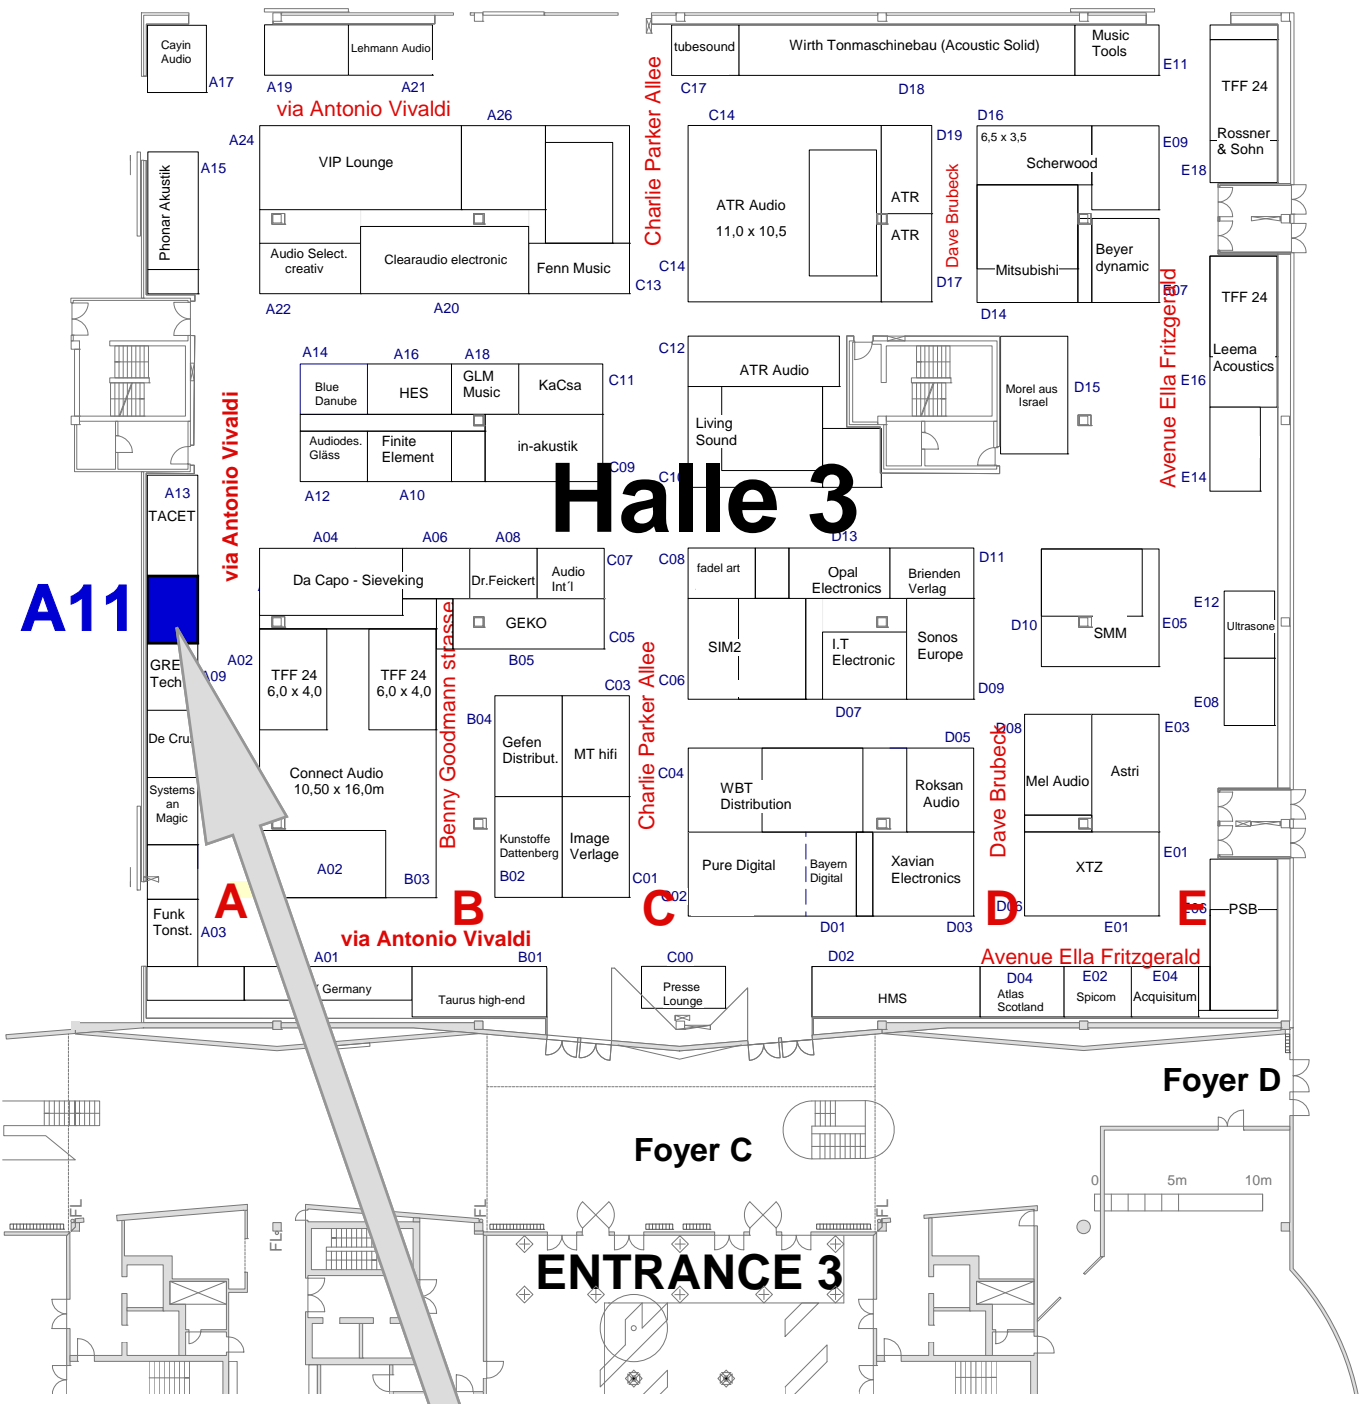 Cayin
Audio
A17
Lehmann Audio
A19
A21
via Antonio Vivaldi
A26
A24
VIP Lounge
A15
Phonar Akustik
Audio Select.
creativ
Clearaudio electronic
Fenn Music
C13
A22
A20
Charlie Parker Allee
tubesound
Wirth Tonmaschinebau (Acoustic Solid)
Music
Tools
E11
C17
D18
C14
D19
D16
6,5 x 3,5
Scherwood
E09
ATR Audio
11,0 x 10,5
ATR
ATR
Dave Brubeck
Mitsubishi
Beyer
dynamic
C14
D17
D14
E07
TFF 24
Rossner
& Sohn
E18
TFF 24
Leema
Acoustics
E16
E14
Avenue Ella Fritzgerald
A14
A16
A18
Blue
Danube
HES
GLM
Music
KaCsa
C11
Audiodes.
Gläss
Finite
Element
in-akustik
C09
A12
A10
via Antonio Vivaldi
C12
ATR Audio
Living
Sound
C10
Morel aus
Israel
D15
Halle 3
A13
TACET
A11
A04
A06
A08
C07
Da Capo - Sieveking
Dr.Feickert
Audio
Int´l
GEKO
C05
B05
C08
D13
D11
fadel art
Opal
Electronics
Brienden
Verlag
SIM2
I.T
Electronic
Sonos
Europe
C06
D07
D09
D10
SMM
E05
E12
Ultrasone
E08
GRE
Tech
A09
A02
TFF 24
6,0 x 4,0
TFF 24
6,0 x 4,0
Benny Goodmann strasse
C03
B04
Gefen
Distribut.
MT hifi
Charlie Parker Allee
De Cru
Systems
an
Magic
Connect Audio
10,50 x 16,0m
A02
B03
Kunstoffe
Dattenberg
B02
Image
Verlage
C01
C04
D05
WBT
Distribution
Roksan
Audio
Dave Brubeck
D08
Mel Audio
Astri
E03
Pure Digital
Bayern
Digital
Xavian
Electronics
C02
D01
D03
XTZ
D06
E01
E01
E06
PSB
A
B
C
D
E
Funk
Tonst.
A03
via Antonio Vivaldi
Avenue Ella Fritzgerald
A01
B01
C00
D02
Germany
Taurus high-end
Presse
Lounge
HMS
D04
Atlas
Scotland
E02
Spicom
E04
Acquisitum
Foyer D
Foyer C
0
5m
10m
FL
FL.
FL
FL
ENTRANCE 3